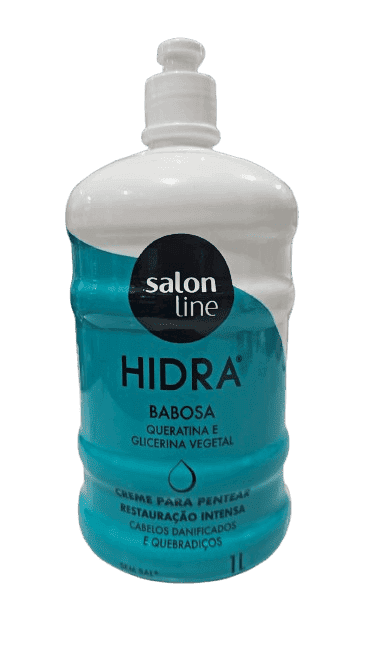 salon
line
HIDRA®
BABOSA
QUERATINA E
GLICERINA VEGETAL
CREME PARA PENTEAR
RESTAURAÇÃO INTENSA
CABELOS DANIFICADOS
E QUEBRADIÇOS
1L